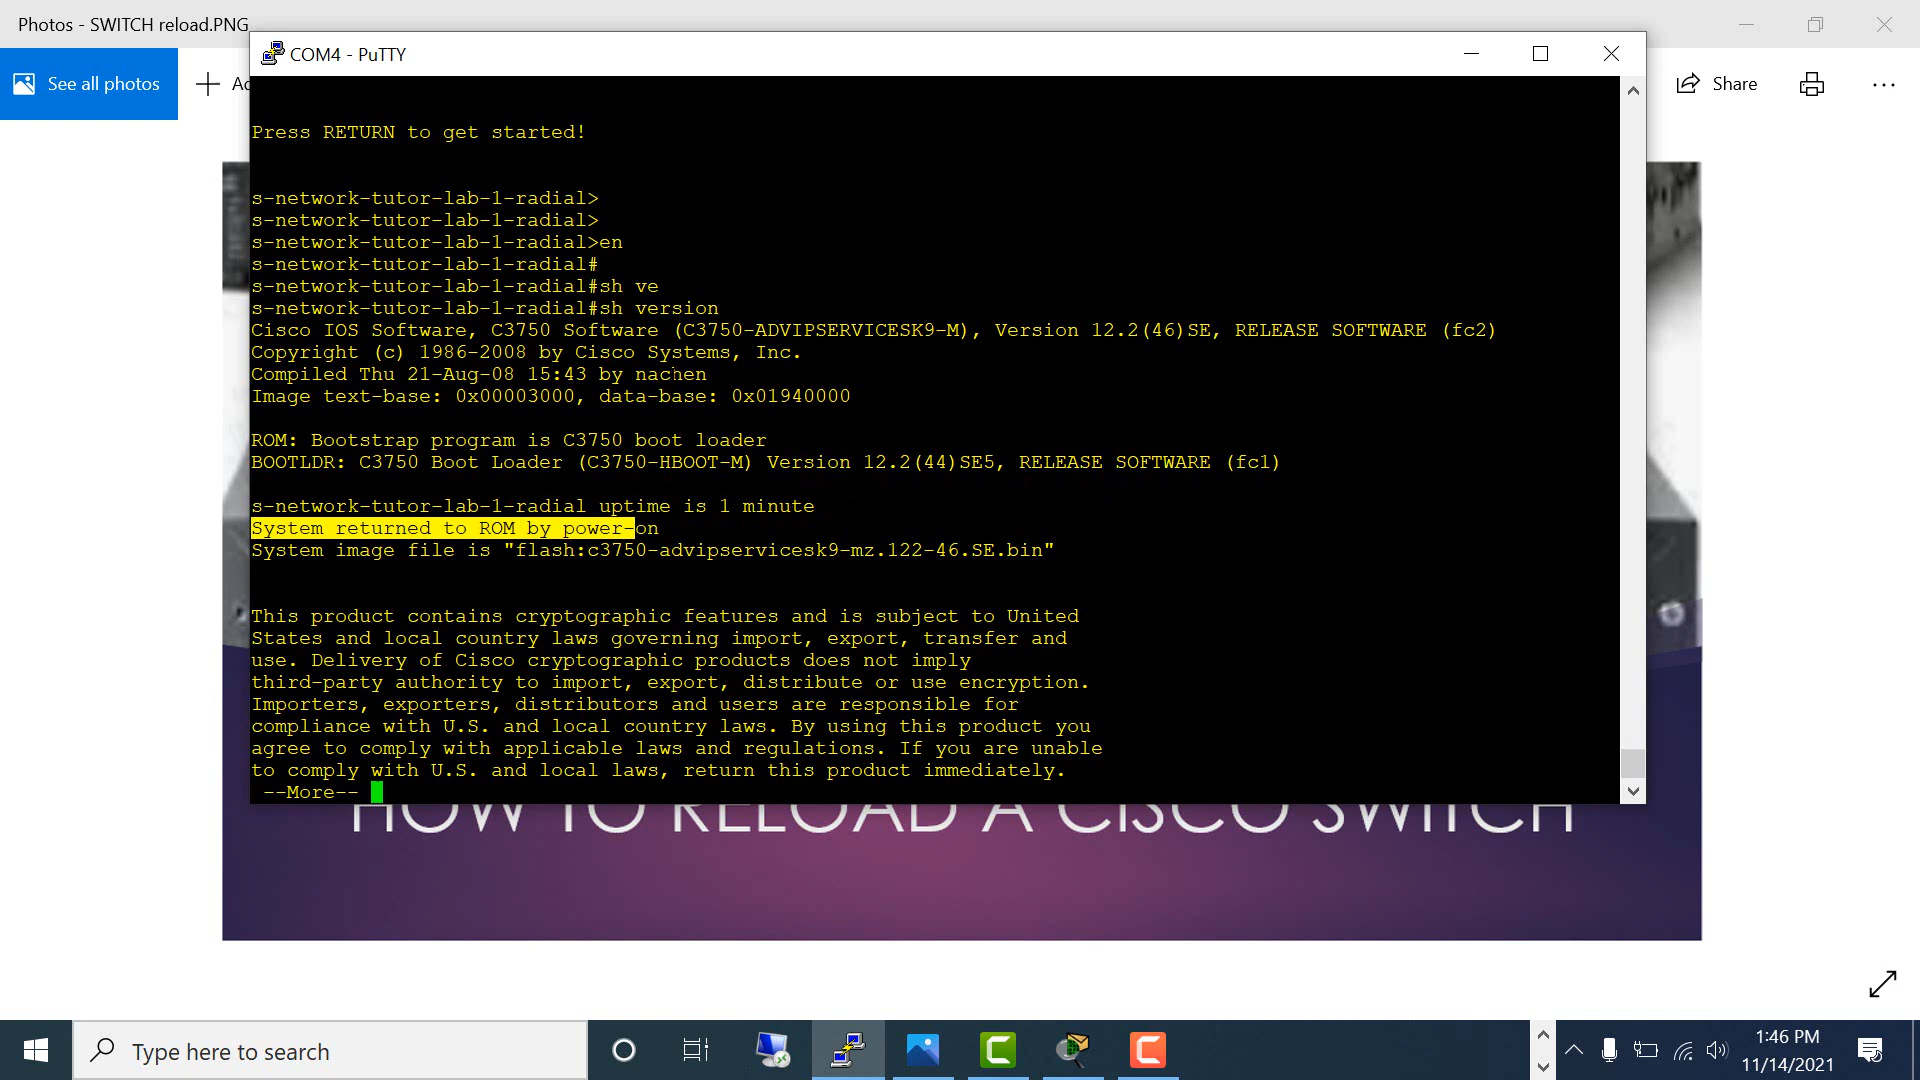 Photos - SWITCH reload.PNG
COM4 - PuTTY
See all photos
Share
Press RETURN to get started!
s-network-tutor-lab-1-radial>
s-network-tutor-lab-1-radial>
s-network-tutor-lab-1-radial>en
s-network-tutor-lab-1-radial#
s-network-tutor-lab-1-radial#sh ve
s-network-tutor-lab-1-radial#sh version
Cisco IOS Software, C3750 Software (C3750-ADVIPSERVICESK9-M), Version 12.2(46)SE, RELEASE SOFTWARE (fc2)
Copyright (c) 1986-2008 by Cisco Systems, Inc.
Compiled Thu 21-Aug-08 15:43 by nachen
Image text-base: 0x00003000, data-base: 0x01940000
ROM: Bootstrap program is C3750 boot loader
BOOTLDR: C3750 Boot Loader (C3750-HBOOT-M) Version 12.2(44)SE5, RELEASE SOFTWARE (fc1)
s-network-tutor-lab-1-radial uptime is 1 minute
System returned to ROM by power-on
System image file is "flash:c3750-advipservicesk9-mz.122-46.SE.bin"
This product contains cryptographic features and is subject to United
States and local country laws governing import, export, transfer and
use. Delivery of Cisco cryptographic products does not imply
third-party authority to import, export, distribute or use encryption.
Importers, exporters, distributors and users are responsible for
compliance with U.S. and local country laws. By using this product you
agree to comply with applicable laws and regulations. If you are unable
to comply with U.S. and local laws, return this product immediately.
--More--
HOW TO RELOAD A CISCO SWITCH
Type here to search
1:46 PM
11/14/2021